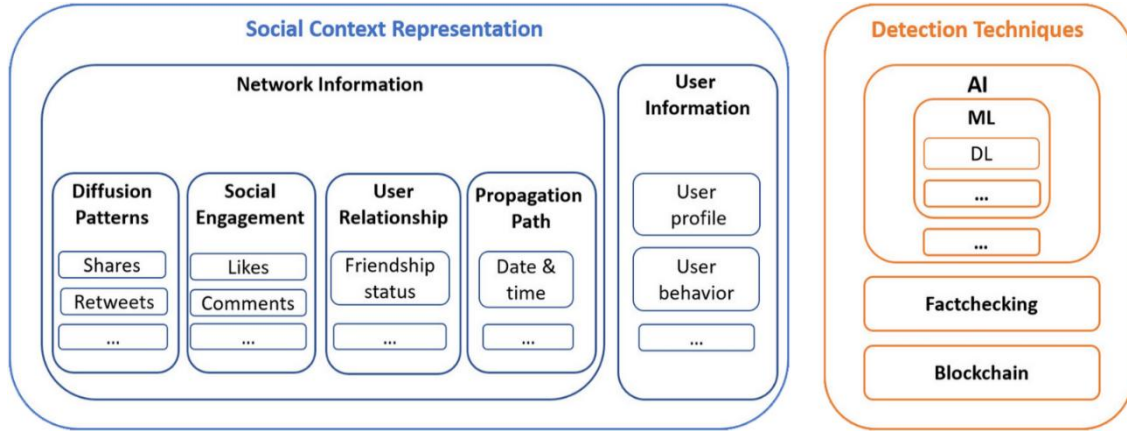 Social Context Representation
Network Information
Diffusion
Patterns
Shares
Retweets
...
Social
Engagement
Likes
Comments
...
User
Relationship
Friendship
status
...
Propagation
Path
Date &
time
...
User
Information
User
profile
User
behavior
...
Detection Techniques
AI
ML
DL
...
...
Factchecking
Blockchain